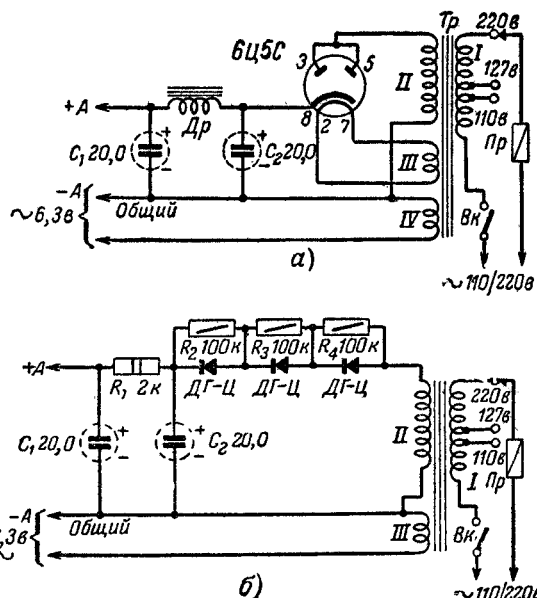 Тр
220в
6Ц5С
3
5
I
II
127в
110в
+А
Др
8
2
7
Пр
С₁ 20,0
+
-
С₂ 20,0
+
-
III
-А
Общий
~6,3в
IV
Вк
а)
~110/220в
R₂ 100к
R₃ 100к
R₄ 100к
+А
R₁ 2к
ДГ-Ц
ДГ-Ц
ДГ-Ц
220в
127в
II
110в
С₁ 20,0
+
-
С₂ 20,0
+
-
I
Пр
-А
Общий
,3в
~
III
Вк
б)
~110/220в